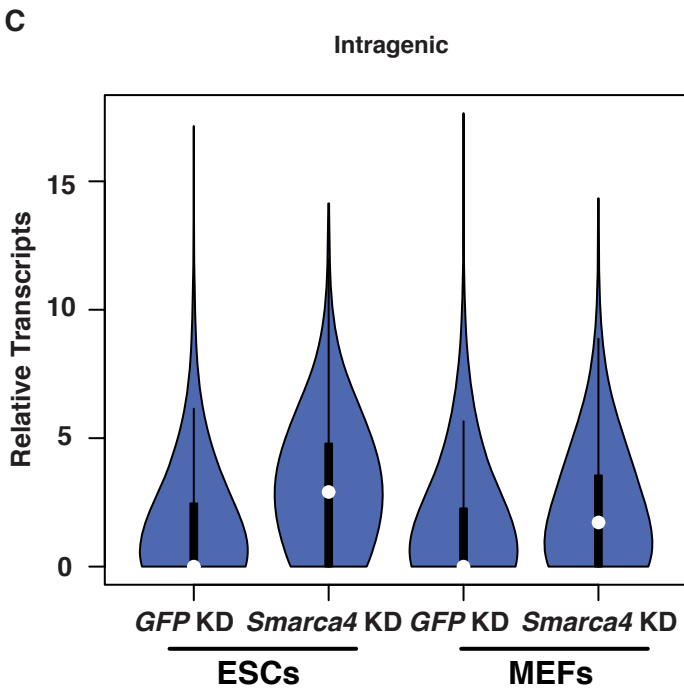 C
Intragenic
Relative Transcripts
15
10
5
0
GFP KD Smarca4 KD GFP KD Smarca4 KD
ESCs MEFs